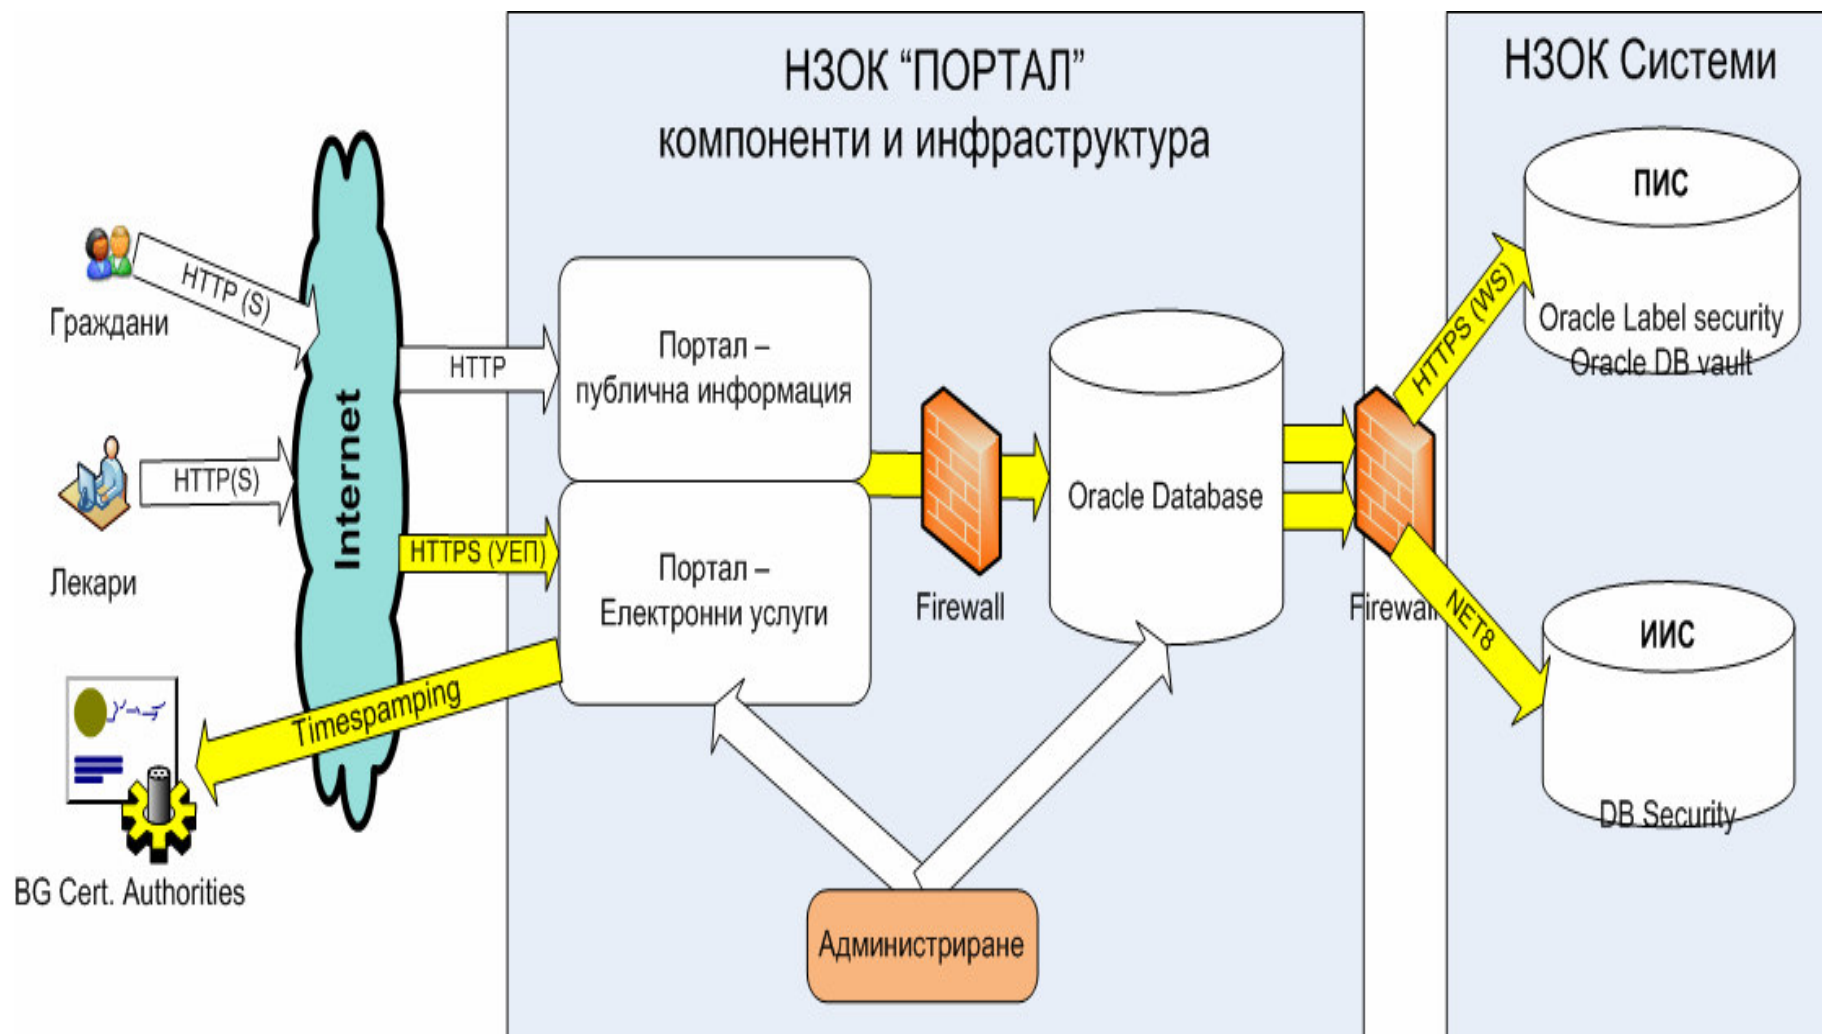 НЗОК “ПОРТАЛ”
компоненти и инфраструктура
НЗОК Системи
Граждани
HTTP (S)
Лекари
HTTP(S)
Internet
HTTP
HTTPS (УЕП)
Timespamping
BG Cert. Authorities
Портал –
публична информация
Портал –
Електронни услуги
Firewall
Oracle Database
Администриране
Firewall
HTTPS (WS)
NET8
ПИС
Oracle Label security
Oracle DB vault
ИИС
DB Security